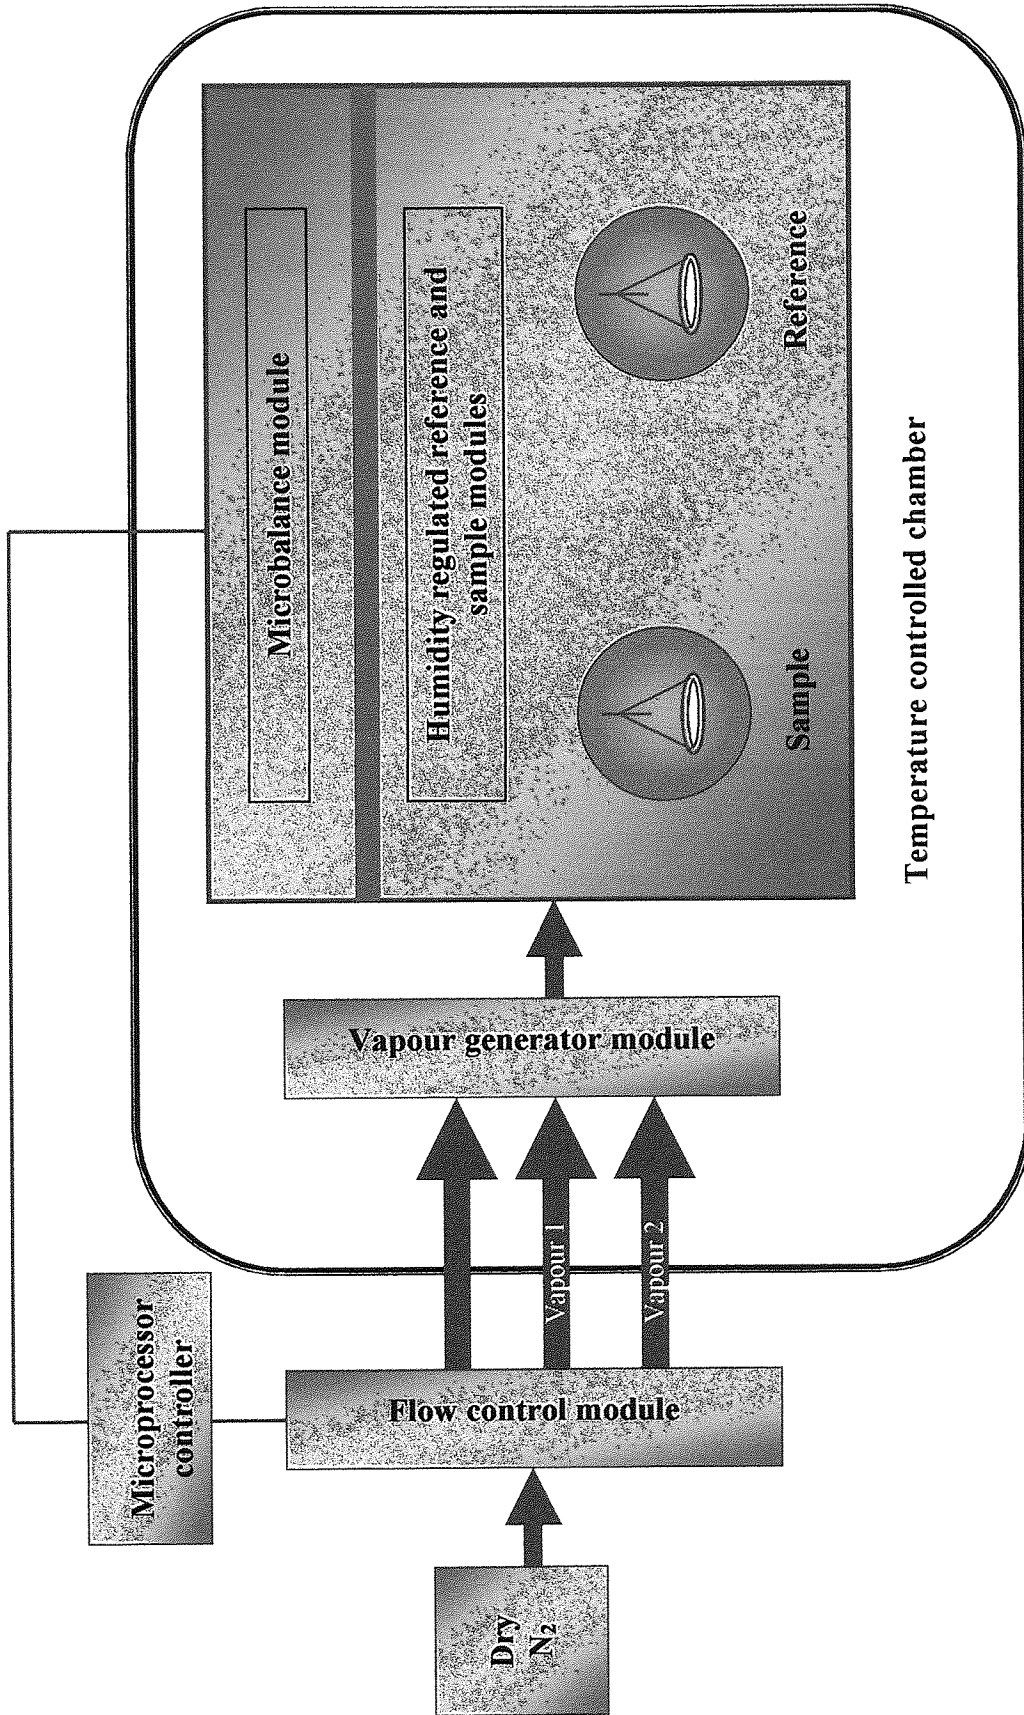 Microprocessor
controller
Dry
N₂
Flow control module
Vapour 1
Vapour 2
Vapour generator module
Microbalance module
Humidity regulated reference and
sample modules
Sample
Reference
Temperature controlled chamber